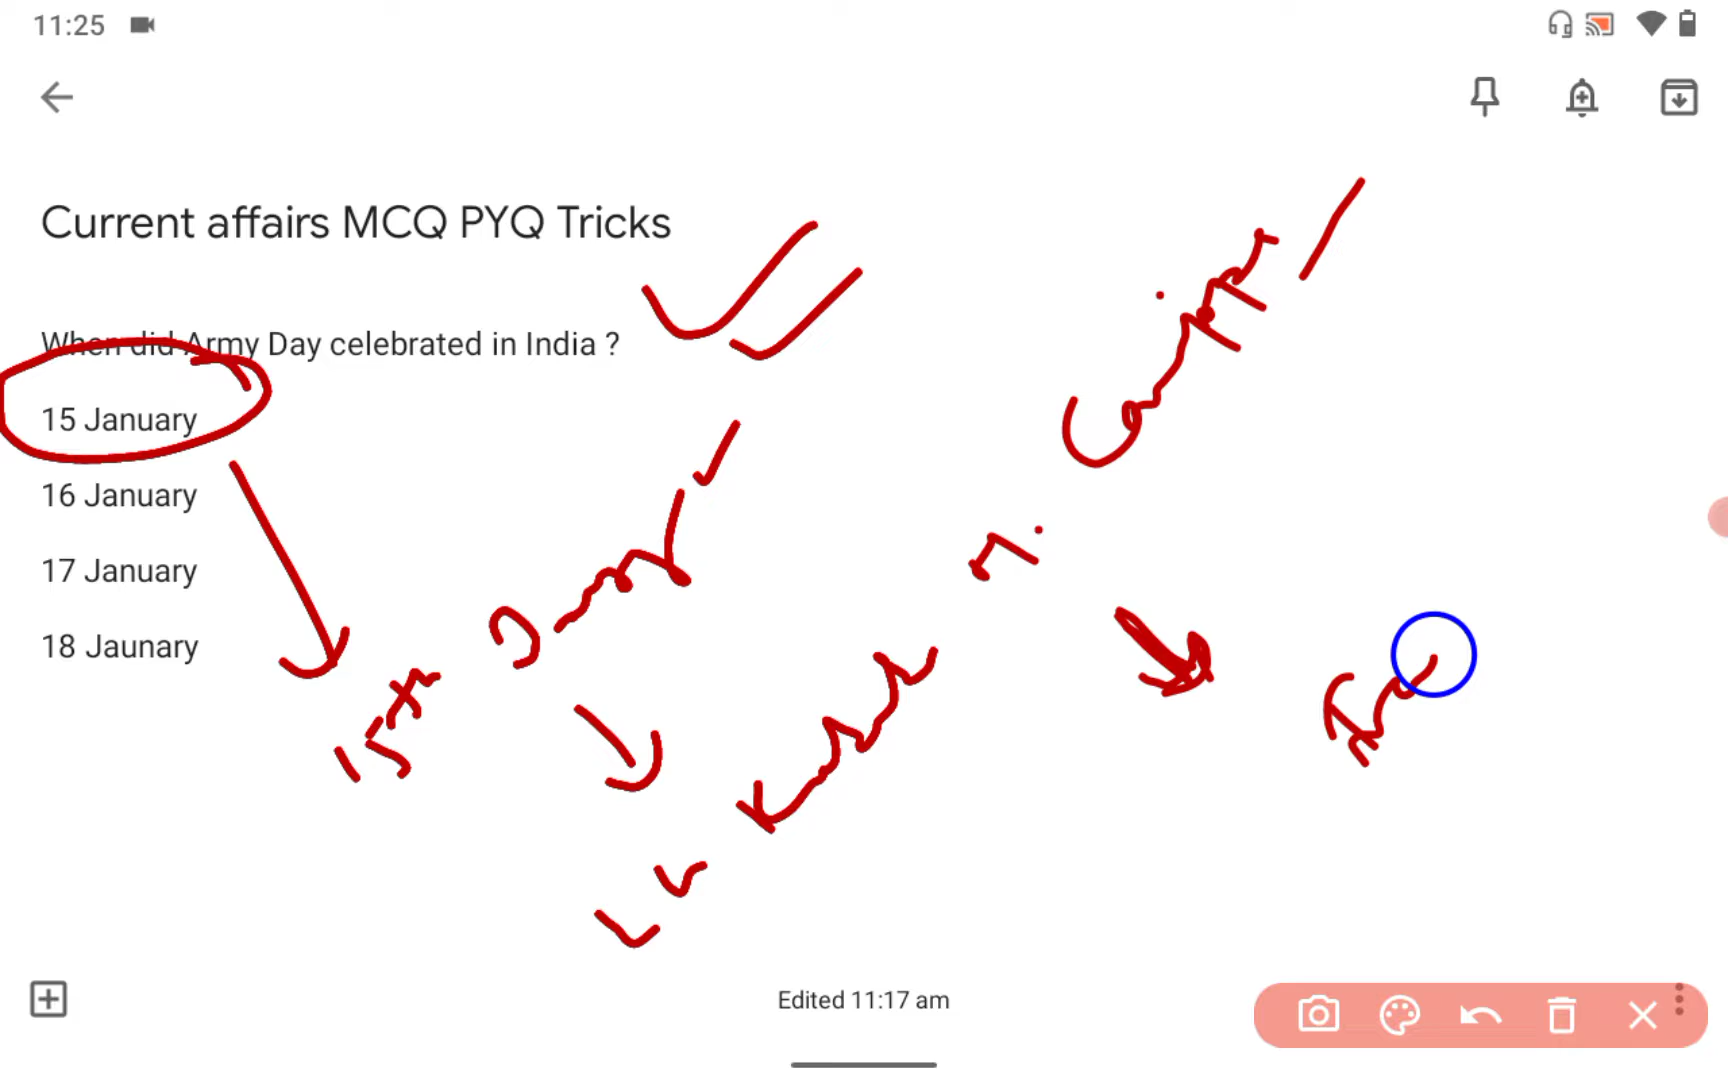 11:25
Current affairs MCQ PYQ Tricks
When did Army Day celebrated in India ?
15 January
16 January
17 January
18 Jaunary
15th
M.
Edited 11:17 am